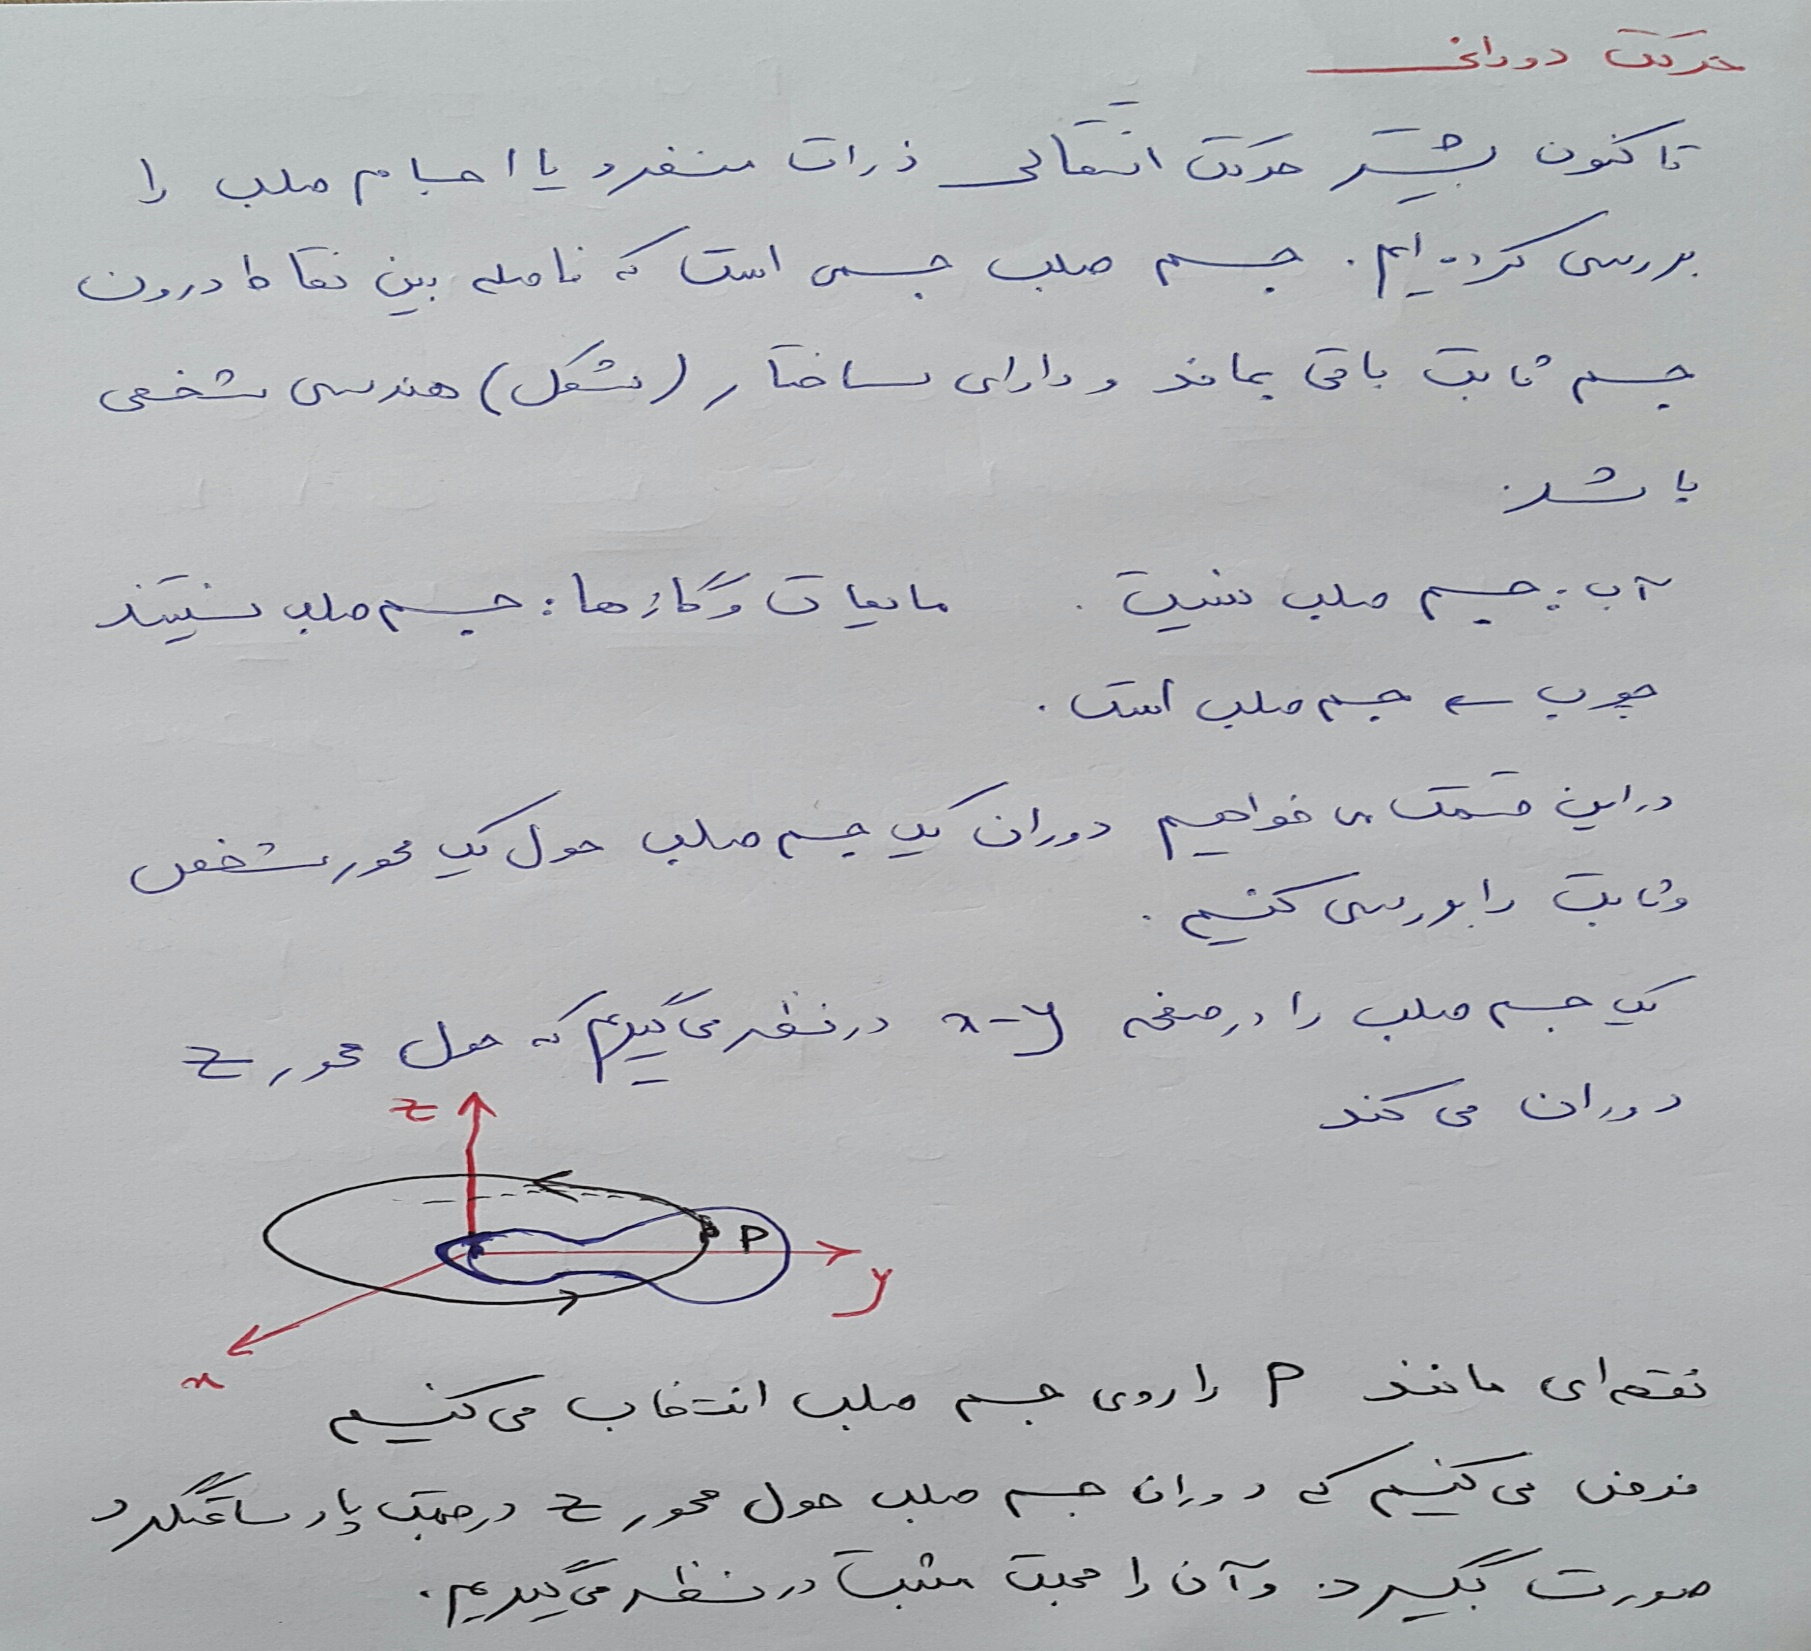 حرکت دورانی
تا کنون بیشتر حرکت انتقالی ذرات منفرد یا اجسام صلب را
بررسی کرده ایم. جسم صلب جسمی است که فاصله بین نقاط درون
جسم ثابت باقی بماند و دارای ساختار (شکل) هندسی مشخصی
باشد.
آب: جسم صلب نیست. مایعات و گازها: جسم صلب نیستند
چوب ← جسم صلب است.
در این قسمت می خواهیم دوران یک جسم صلب حول یک محور مشخص
و ثابت را بررسی کنیم.
یک جسم صلب را در صفحه x-y در نظر می گیریم که حول محور z
دوران می کند
z
P
y
x
نقطه ای مانند P را روی جسم صلب انتخاب می کنیم
فرض می کنیم که دوران جسم صلب حول محور z در جهت پاد ساعتگرد
صورت بگیرد. و آن را جهت مثبت در نظر می گیریم.